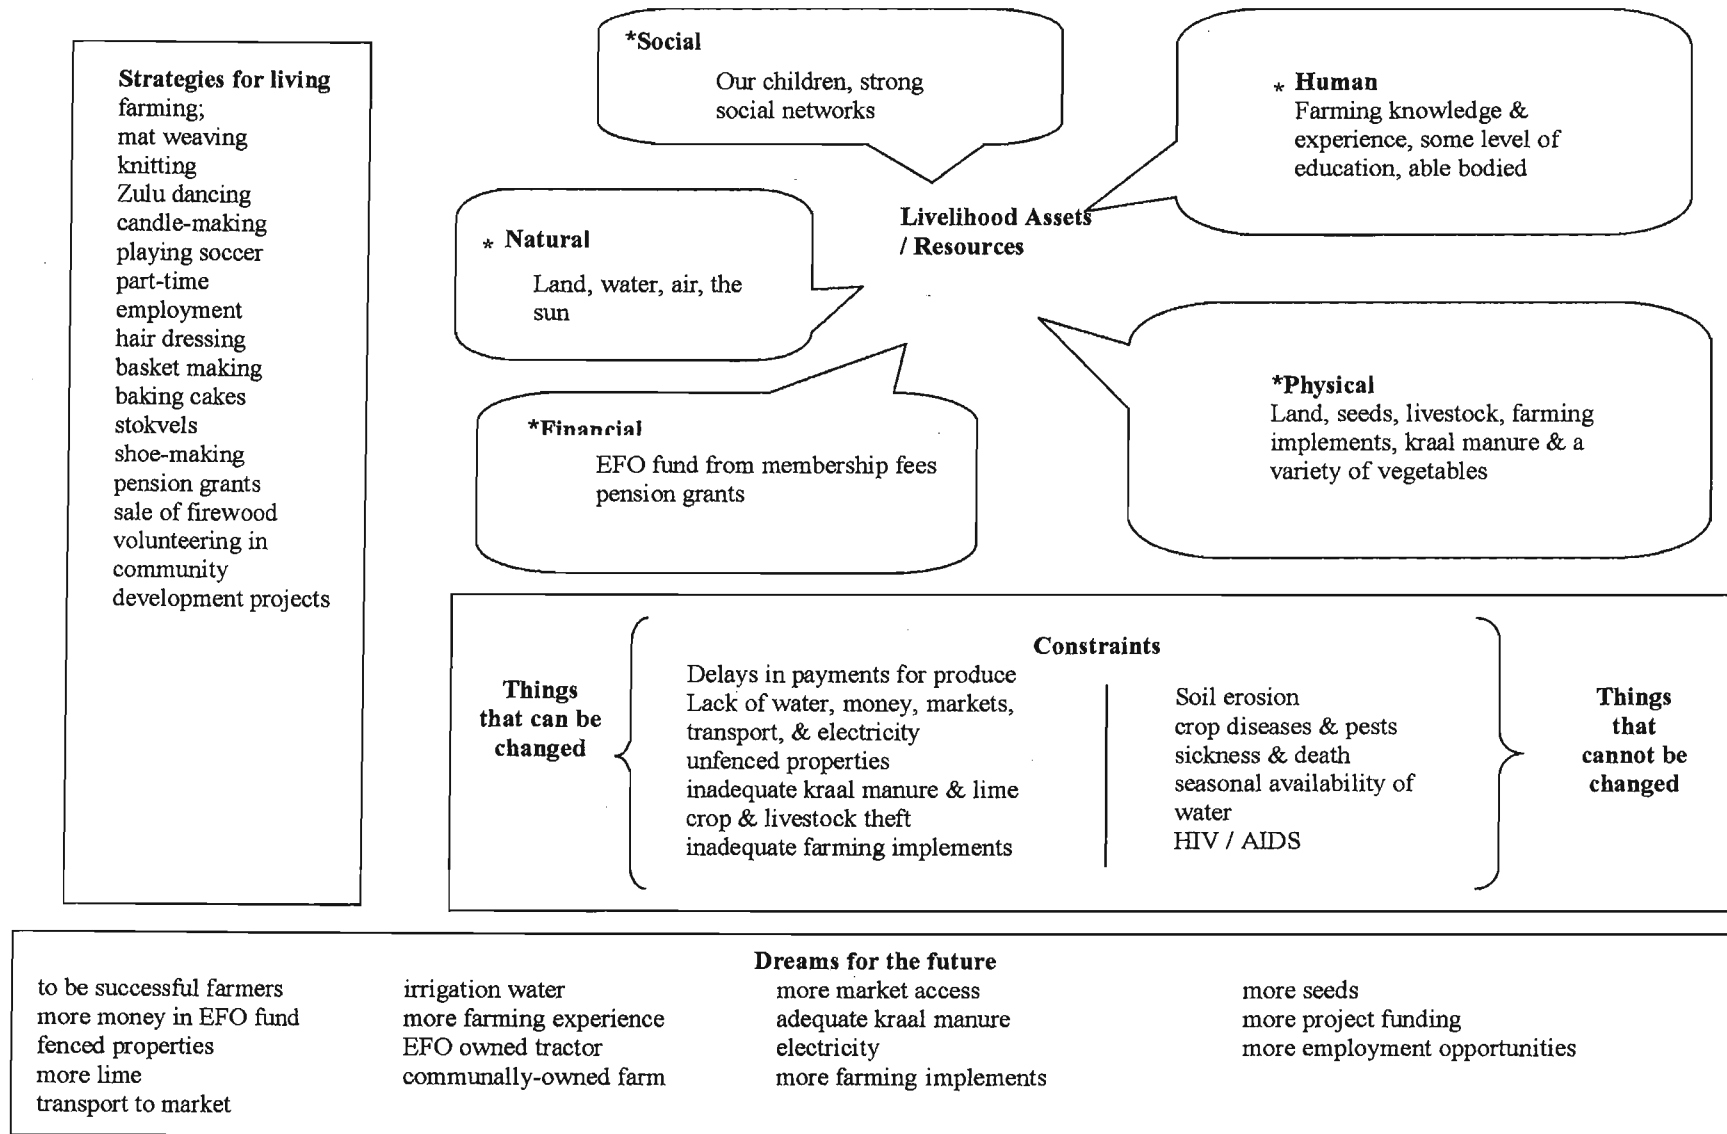 Strategies for living
farming;
mat weaving
knitting
Zulu dancing
candle-making
playing soccer
part-time
employment
hair dressing
basket making
baking cakes
stokvels
shoe-making
pension grants
sale of firewood
volunteering in
community
development projects
*Social
Our children, strong
social networks
* Human
Farming knowledge &
experience, some level of
education, able bodied
Livelihood Assets
/ Resources
* Natural
Land, water, air, the
sun
*Physical
Land, seeds, livestock, farming
implements, kraal manure & a
variety of vegetables
*Financial
EFO fund from membership fees
pension grants
Constraints
Things
that can be
changed
Delays in payments for produce
Lack of water, money, markets,
transport, & electricity
unfenced properties
inadequate kraal manure & lime
crop & livestock theft
inadequate farming implements
Soil erosion
crop diseases & pests
sickness & death
seasonal availability of
water
HIV / AIDS
Things
that
cannot be
changed
Dreams for the future
to be successful farmers
more money in EFO fund
fenced properties
more lime
transport to market
irrigation water
more farming experience
EFO owned tractor
communally-owned farm
more market access
adequate kraal manure
electricity
more farming implements
more seeds
more project funding
more employment opportunities